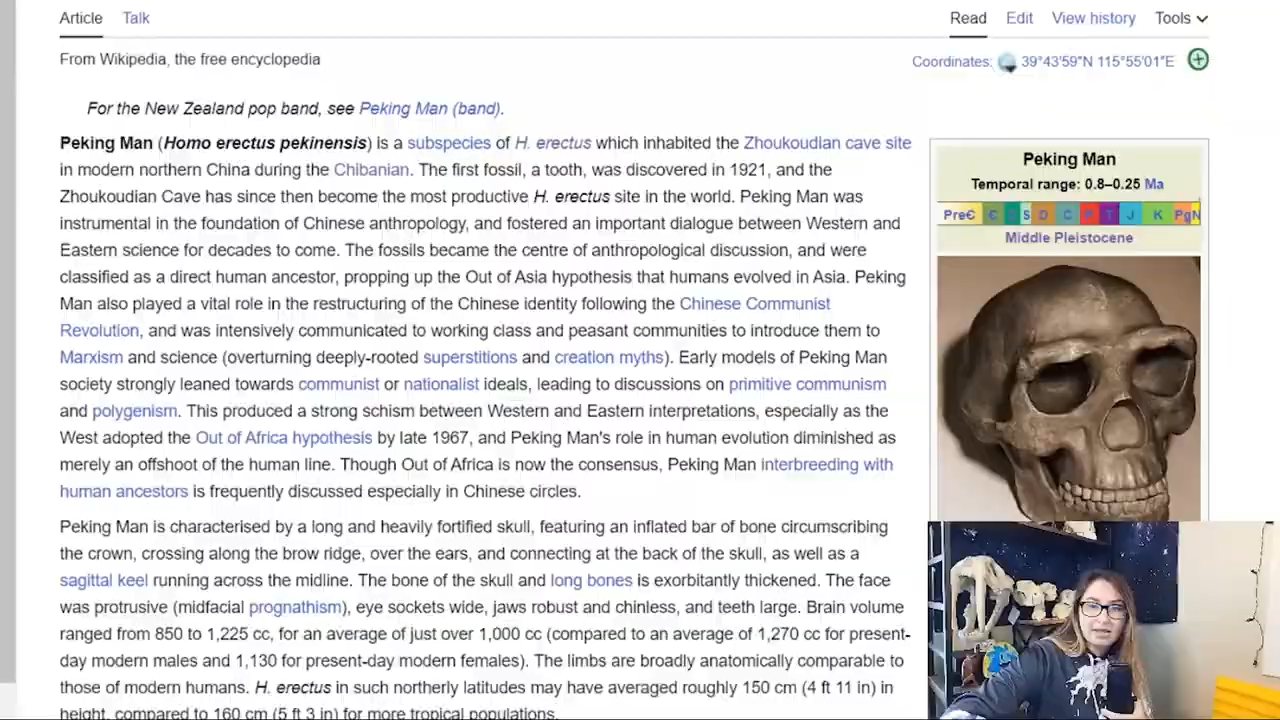 Article Talk Read Edit View history Tools
From Wikipedia, the free encyclopedia Coordinates: 39°43′59″N 115°55′01″E
For the New Zealand pop band, see Peking Man (band).
Peking Man (Homo erectus pekinensis) is a subspecies of H. erectus which inhabited the Zhoukoudian cave site
in modern northern China during the Chibanian. The first fossil, a tooth, was discovered in 1921, and the
Zhoukoudian Cave has since then become the most productive H. erectus site in the world. Peking Man was
instrumental in the foundation of Chinese anthropology, and fostered an important dialogue between Western and
Eastern science for decades to come. The fossils became the centre of anthropological discussion, and were
classified as a direct human ancestor, propping up the Out of Asia hypothesis that humans evolved in Asia. Peking
Man also played a vital role in the restructuring of the Chinese identity following the Chinese Communist
Revolution, and was intensively communicated to working class and peasant communities to introduce them to
Marxism and science (overturning deeply-rooted superstitions and creation myths). Early models of Peking Man
society strongly leaned towards communist or nationalist ideals, leading to discussions on primitive communism
and polygenism. This produced a strong schism between Western and Eastern interpretations, especially as the
West adopted the Out of Africa hypothesis by late 1967, and Peking Man's role in human evolution diminished as
merely an offshoot of the human line. Though Out of Africa is now the consensus, Peking Man interbreeding with
human ancestors is frequently discussed especially in Chinese circles.
Peking Man is characterised by a long and heavily fortified skull, featuring an inflated bar of bone circumscribing
the crown, crossing along the brow ridge, over the ears, and connecting at the back of the skull, as well as a
sagittal keel running across the midline. The bone of the skull and long bones is exorbitantly thickened. The face
was protrusive (midfacial prognathism), eye sockets wide, jaws robust and chinless, and teeth large. Brain volume
ranged from 850 to 1,225 cc, for an average of just over 1,000 cc (compared to an average of 1,270 cc for present-
day modern males and 1,130 for present-day modern females). The limbs are broadly anatomically comparable to
those of modern humans. H. erectus in such northerly latitudes may have averaged roughly 150 cm (4 ft 11 in) in
height, compared to 160 cm (5 ft 3 in) for more tropical populations.
Peking Man
Temporal range: 0.8–0.25 Ma
PreꞒ Ꞓ S D C P T J K PgN
Middle Pleistocene